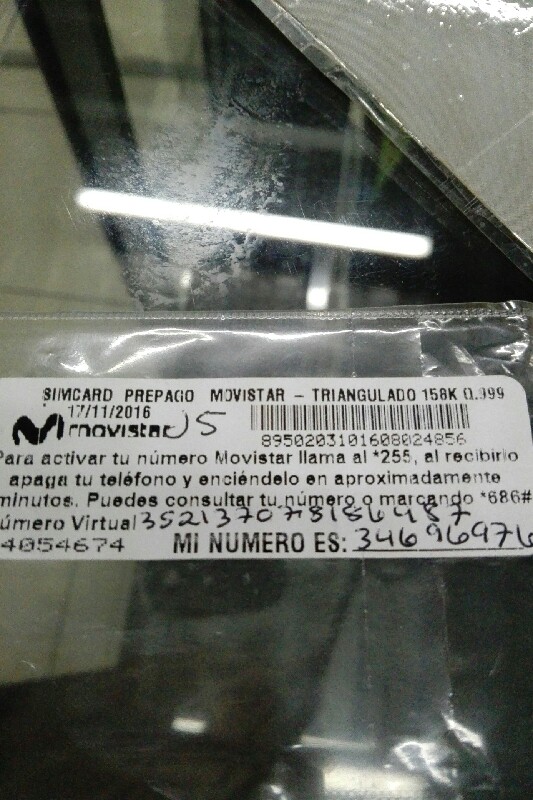 SIMCARD PREPAGO MOVISTAR - TRIANGULADO 158K 0.999
17/11/2016
movistar J5
8950203101608024856
Para activar tu número Movistar llama al *255, al recibirlo
apaga tu teléfono y enciéndelo en aproximadamente
minutos. Puedes consultar tu número o marcando *686#
úmero Virtual 352137078186487
4054674 MI NUMERO ES: 34696976